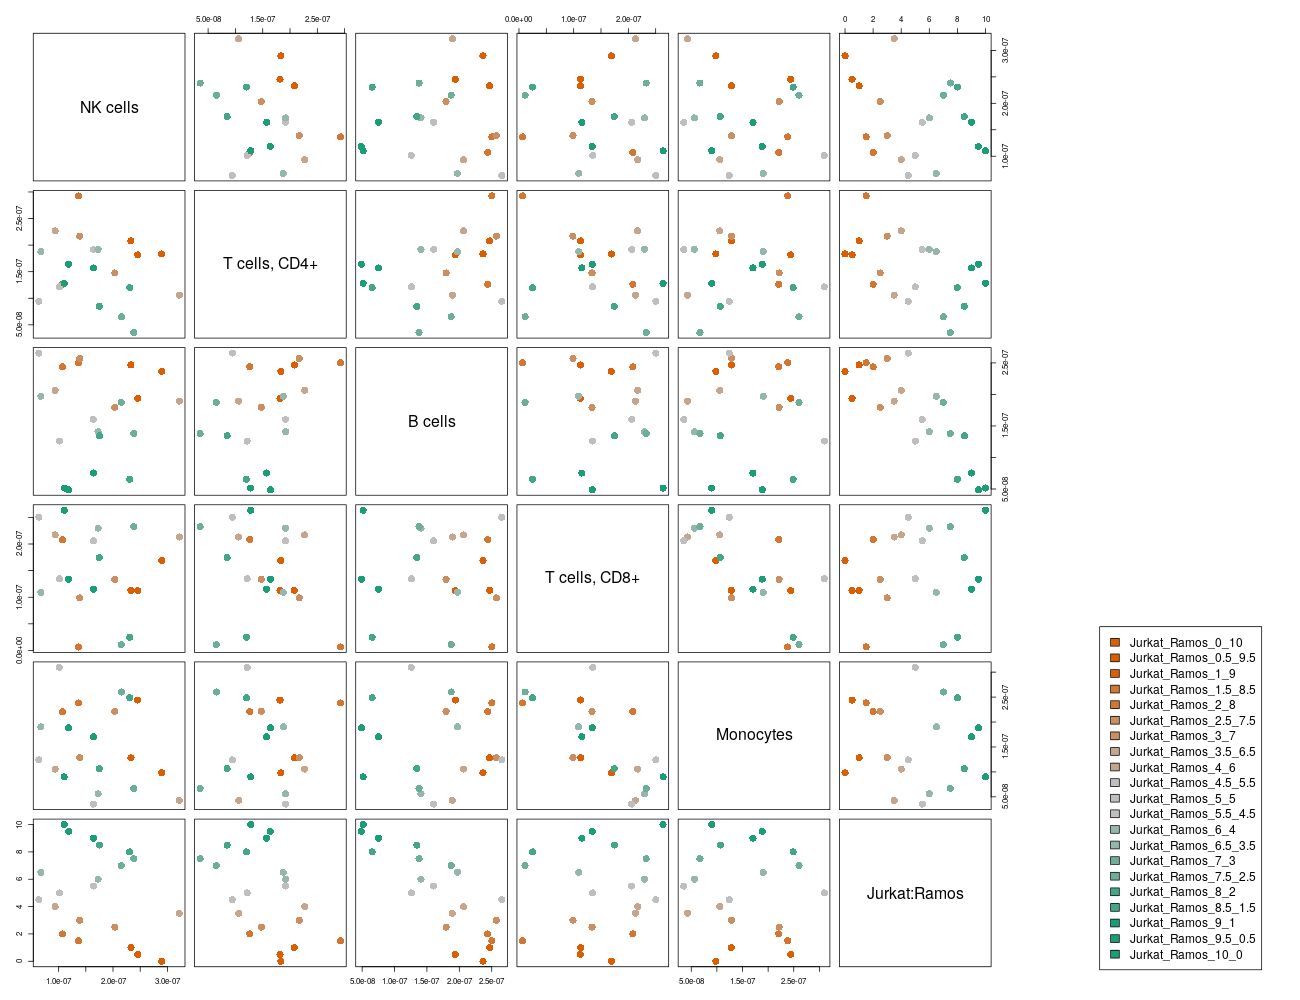 5.0e-08 1.5e-07 2.5e-07 0.0e+00 1.0e-07 2.0e-07 0 2 4 6 8 10
NK cells
1.0e-07 2.0e-07 3.0e-07
5.0e-08 1.5e-07 2.5e-07
T cells, CD4+
B cells
5.0e-08 1.5e-07 2.5e-07
0.0e+00 1.0e-07 2.0e-07
T cells, CD8+
Monocytes
5.0e-08 1.5e-07 2.5e-07
0 2 4 6 8 10
Jurkat:Ramos
1.0e-07 2.0e-07 3.0e-07 5.0e-08 1.5e-07 2.5e-07 5.0e-08 1.5e-07 2.5e-07
Jurkat_Ramos_0_10
Jurkat_Ramos_0.5_9.5
Jurkat_Ramos_1_9
Jurkat_Ramos_1.5_8.5
Jurkat_Ramos_2_8
Jurkat_Ramos_2.5_7.5
Jurkat_Ramos_3_7
Jurkat_Ramos_3.5_6.5
Jurkat_Ramos_4_6
Jurkat_Ramos_4.5_5.5
Jurkat_Ramos_5_5
Jurkat_Ramos_5.5_4.5
Jurkat_Ramos_6_4
Jurkat_Ramos_6.5_3.5
Jurkat_Ramos_7_3
Jurkat_Ramos_7.5_2.5
Jurkat_Ramos_8_2
Jurkat_Ramos_8.5_1.5
Jurkat_Ramos_9_1
Jurkat_Ramos_9.5_0.5
Jurkat_Ramos_10_0